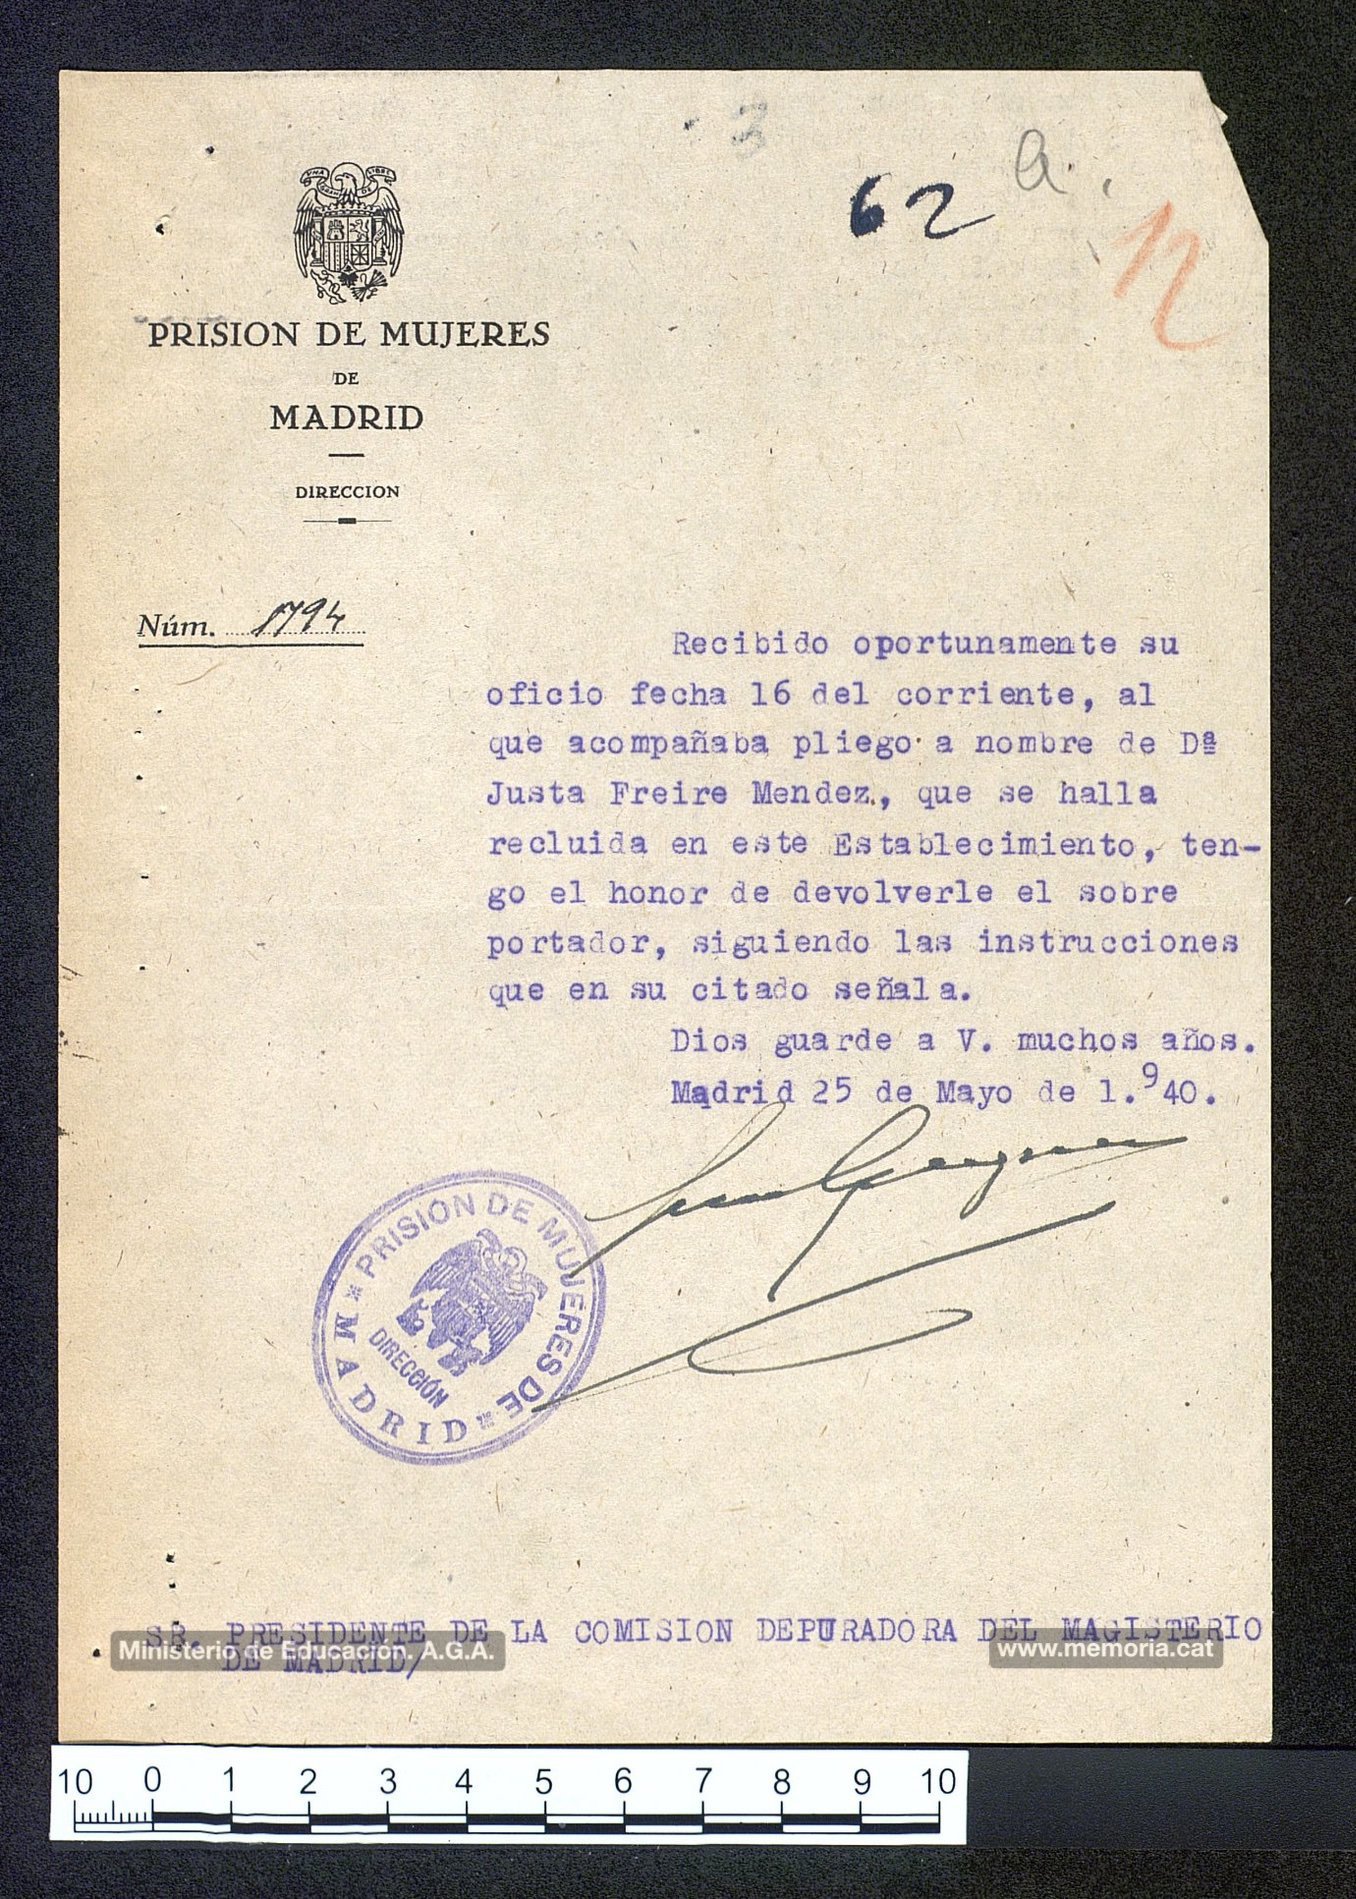 3
62
a.
12
PRISION DE MUJERES
DE
MADRID
DIRECCION
Núm. 1794
Recibido oportunamente su
oficio fecha 16 del corriente, al
que acompañaba pliego a nombre de Dª
Justa Freire Mendez., que se halla
recluida en este Establecimiento, ten-
go el honor de devolverle el sobre
portador, siguiendo las instrucciones
que en su citado señala.
Dios guarde a V. muchos años.
Madrid 25 de Mayo de 1.940.
PRISION DE MUJERES DE
MADRID
DIRECCIÓN
SR. PRESIDENTE DE LA COMISION DEPURADORA DEL MAGISTERIO
DE MADRID/
Ministerio de Educación. A.G.A.
www.memoria.cat
10 0 1 2 3 4 5 6 7 8 9 10